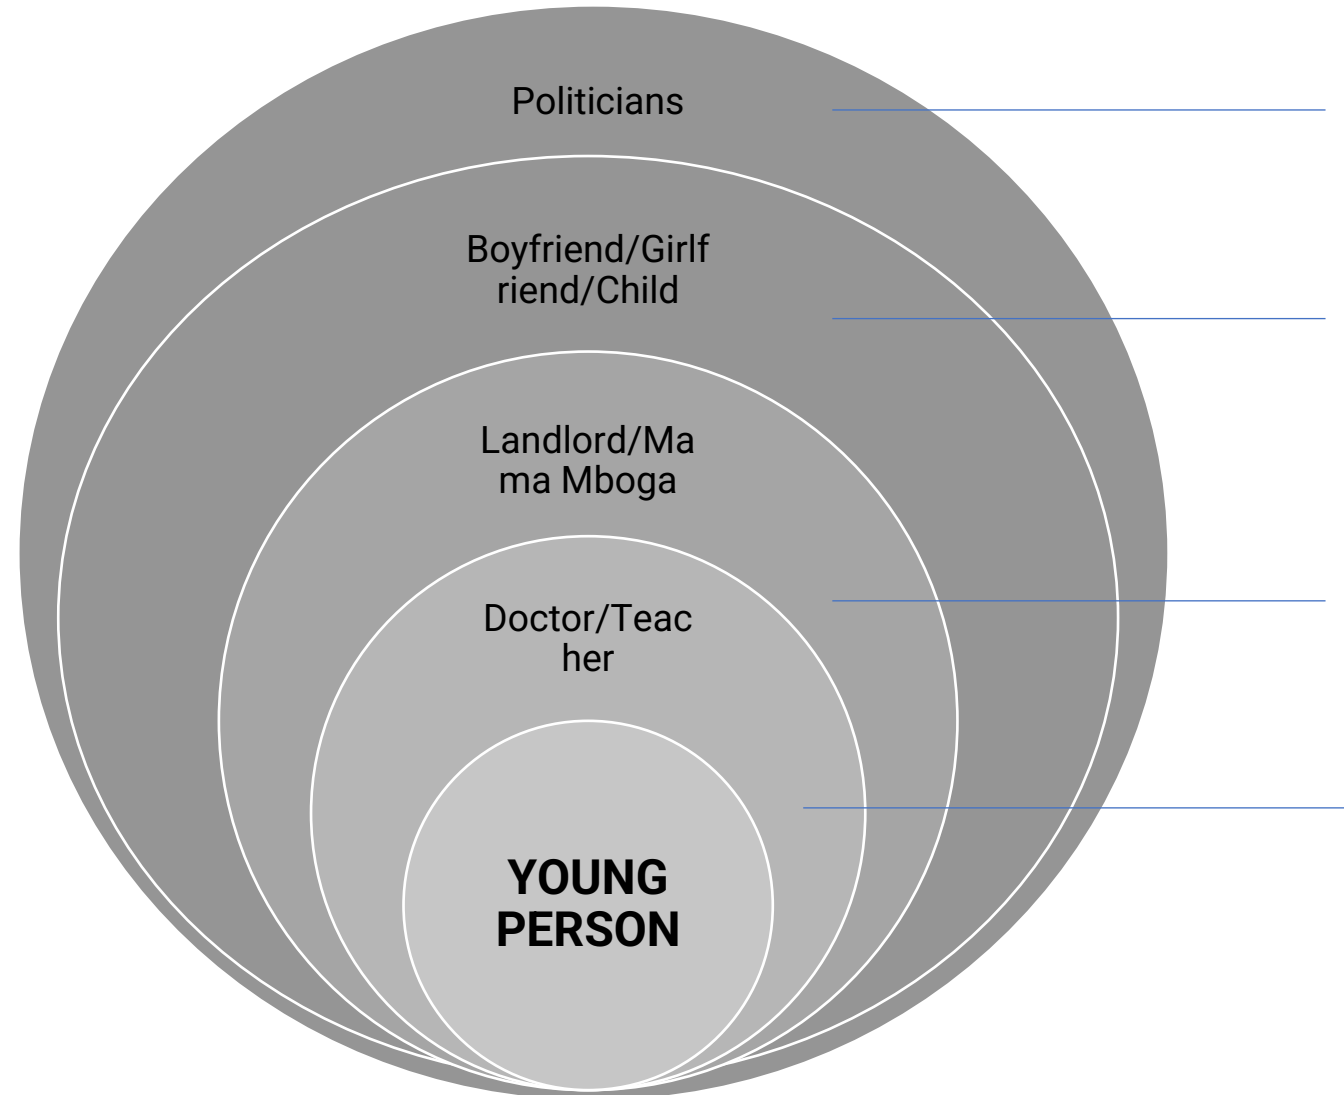 Politicians
Boyfriend/Girlf
riend/Child
Landlord/Ma
ma Mboga
Doctor/Teac
her
YOUNG
PERSON